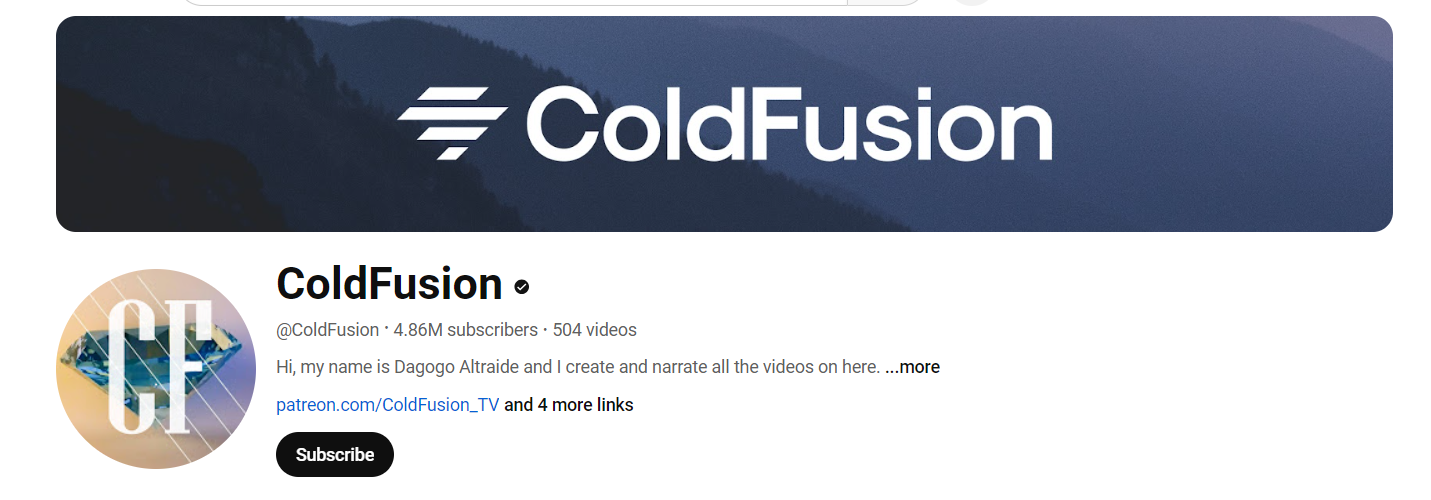 ColdFusion
CF
ColdFusion
@ColdFusion · 4.86M subscribers · 504 videos
Hi, my name is Dagogo Altraide and I create and narrate all the videos on here. ...more
patreon.com/ColdFusion_TV and 4 more links
Subscribe